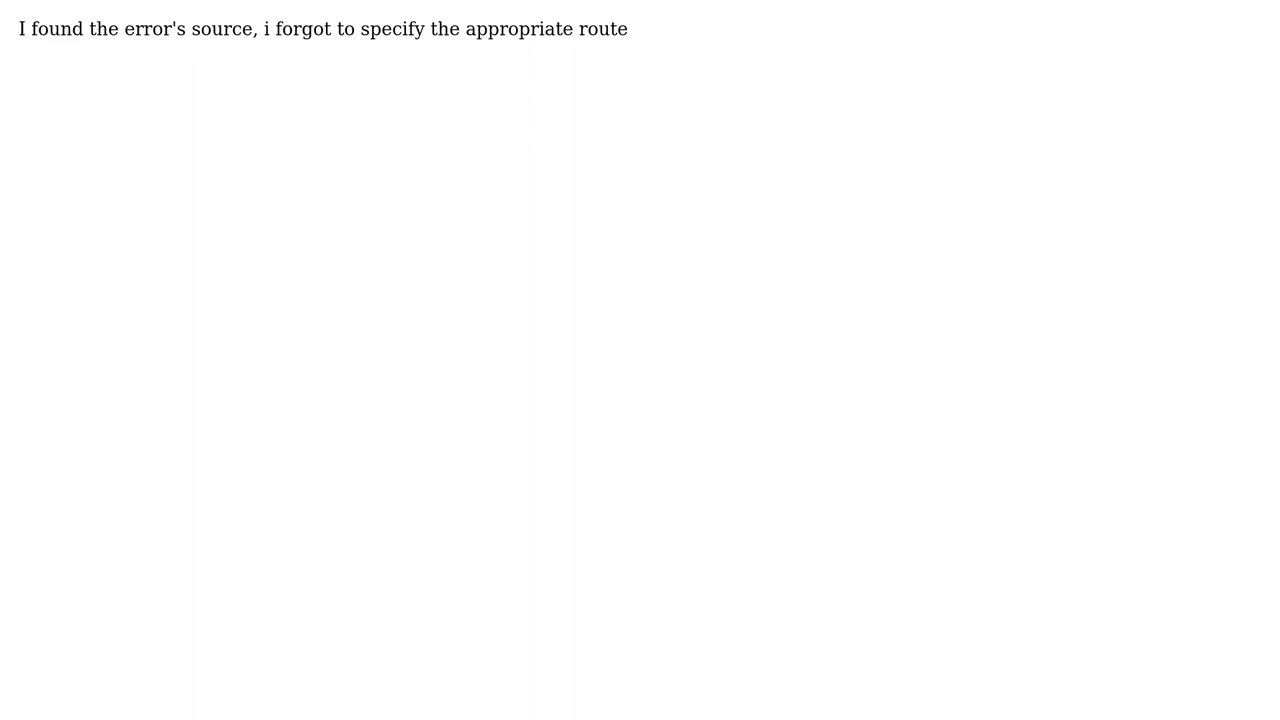 I found the error's source, i forgot to specify the appropriate route